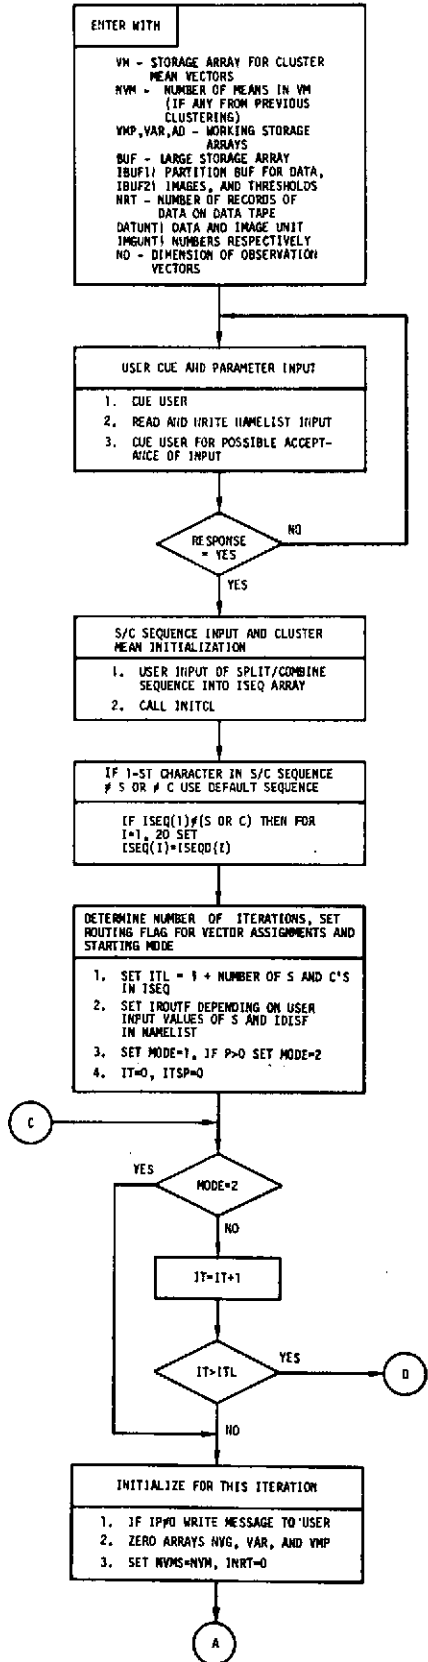 ENTER WITH
VM - STORAGE ARRAY FOR CLUSTER
MEAN VECTORS
NVM - NUMBER OF MEANS IN VM
(IF ANY FROM PREVIOUS
CLUSTERING)
VMP,VAR,AD - WORKING STORAGE
ARRAYS
BUF - LARGE STORAGE ARRAY
IBUF1} PARTITION BUF FOR DATA,
IBUF2} IMAGES, AND THRESHOLDS
NRT - NUMBER OF RECORDS OF
DATA ON DATA TAPE
DATUNT} DATA AND IMAGE UNIT
IMGUNT} NUMBERS RESPECTIVELY
ND - DIMENSION OF OBSERVATION
VECTORS
USER CUE AND PARAMETER INPUT
1. CUE USER
2. READ AND WRITE NAMELIST INPUT
3. CUE USER FOR POSSIBLE ACCEPT-
ANCE OF INPUT
RESPONSE
= YES
NO
YES
S/C SEQUENCE INPUT AND CLUSTER
MEAN INITIALIZATION
1. USER INPUT OF SPLIT/COMBINE
SEQUENCE INTO ISEQ ARRAY
2. CALL INITCL
IF 1-ST CHARACTER IN S/C SEQUENCE
≠ S OR ≠ C USE DEFAULT SEQUENCE
IF ISEQ(1)≠(S OR C) THEN FOR
I=1, 20 SET
ISEQ(I)=ISEQD(I)
DETERMINE NUMBER OF ITERATIONS, SET
ROUTING FLAG FOR VECTOR ASSIGNMENTS AND
STARTING MODE
1. SET ITL = 1 + NUMBER OF S AND C'S
IN ISEQ
2. SET IROUTF DEPENDING ON USER
INPUT VALUES OF S AND IDISF
IN NAMELIST
3. SET MODE=1, IF P>0 SET MODE=2
4. IT=0, ITSP=0
C
YES
MODE=2
NO
IT=IT+1
IT>ITL
YES
D
NO
INITIALIZE FOR THIS ITERATION
1. IF IP≠0 WRITE MESSAGE TO USER
2. ZERO ARRAYS NVG, VAR, AND VMP
3. SET NVMS=NVM, INRT=0
A